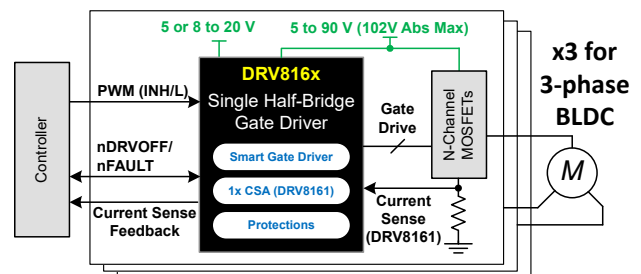 5 or 8 to 20 V
5 to 90 V (102V Abs Max)
x3 for
3-phase
BLDC
Controller
PWM (INH/L)
nDRVOFF/
nFAULT
Current Sense
Feedback
DRV816x
Single Half-Bridge
Gate Driver
Smart Gate Driver
1x CSA (DRV8161)
Protections
Gate
Drive
N-Channel
MOSFETs
Current
Sense
(DRV8161)
M